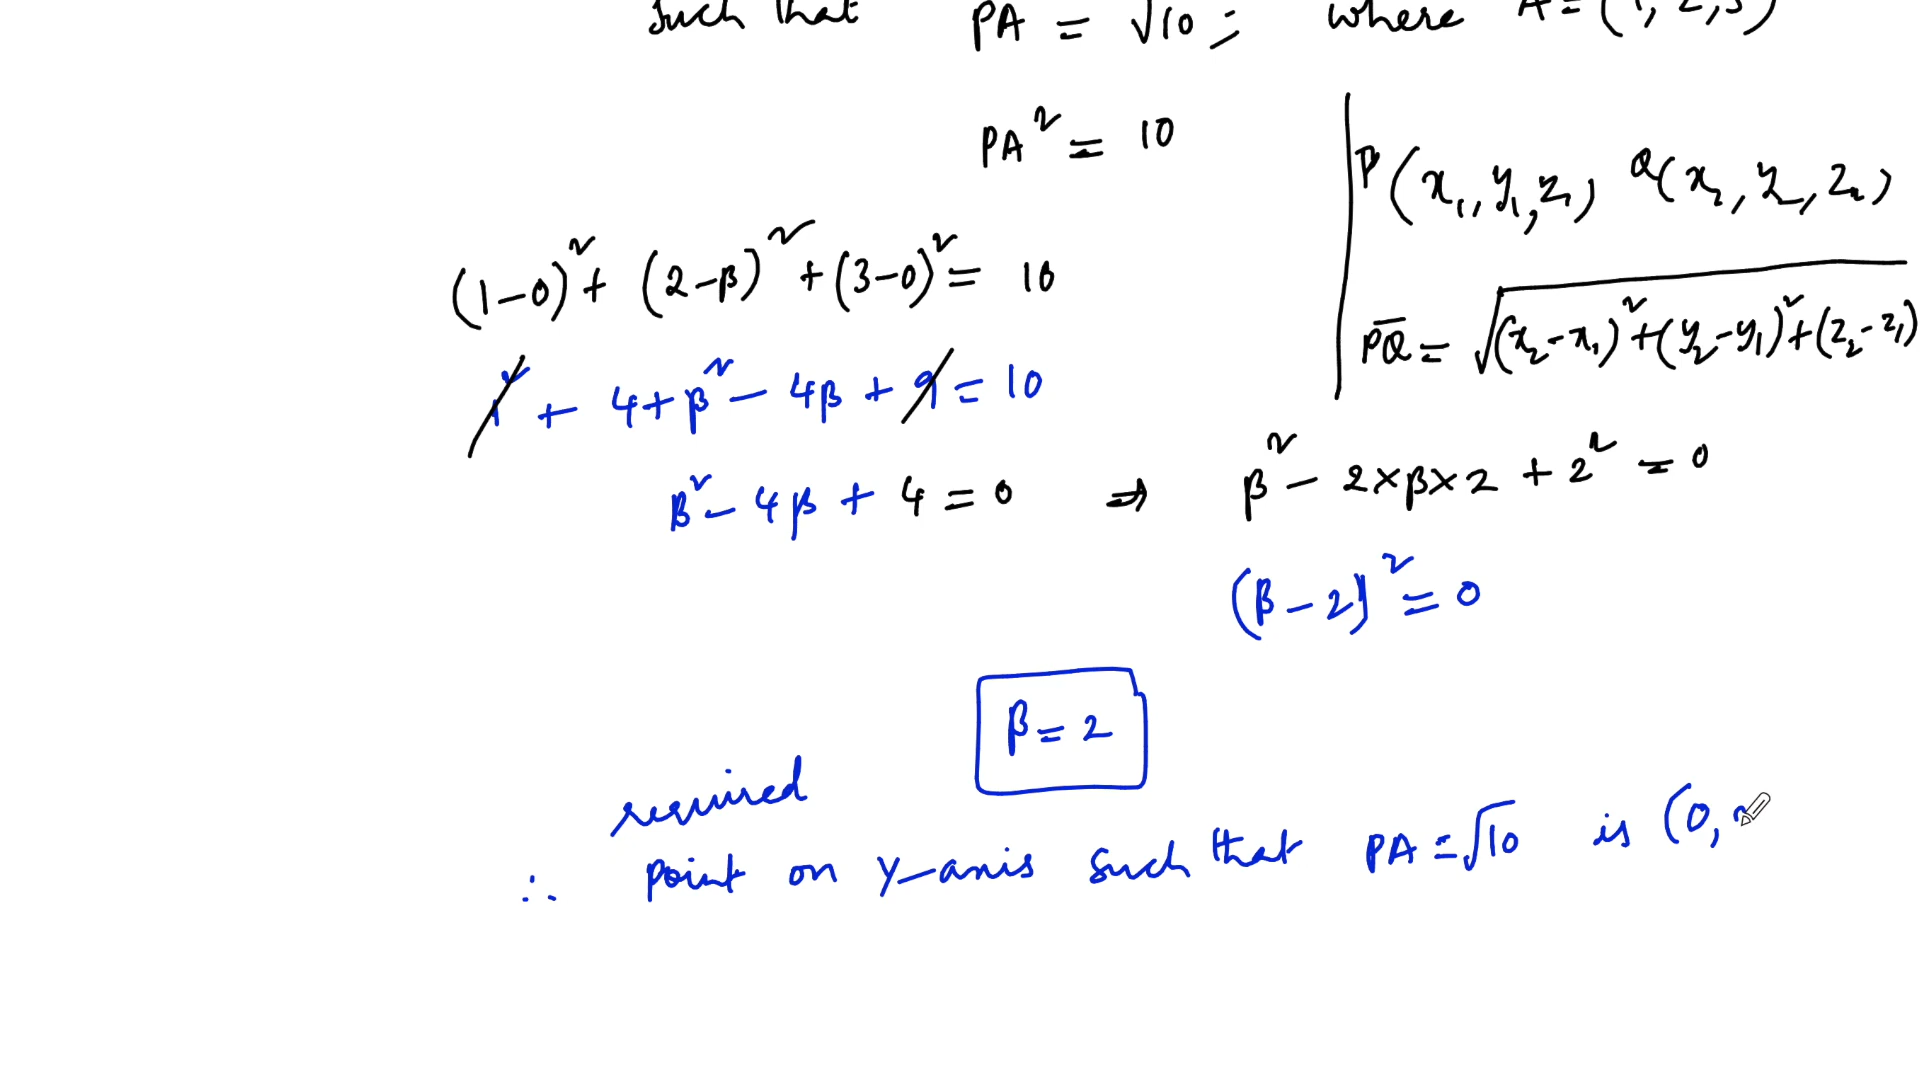 such that PA = √10; where A = (1, 2, 3)
PA² = 10
P(x₁, y₁, z₁) Q(x₂, y₂, z₂)
(1-0)² + (2-β)² + (3-0)² = 10
PQ = √(x₂-x₁)² + (y₂-y₁)² + (z₂-z₁)
1² + 4 + β² - 4β + 9 = 10
β² - 4β + 4 = 0 ⇒ β² - 2×β×2 + 2² = 0
(β-2)² = 0
β = 2
required
∴ point on y-axis such that PA = √10 is (0,